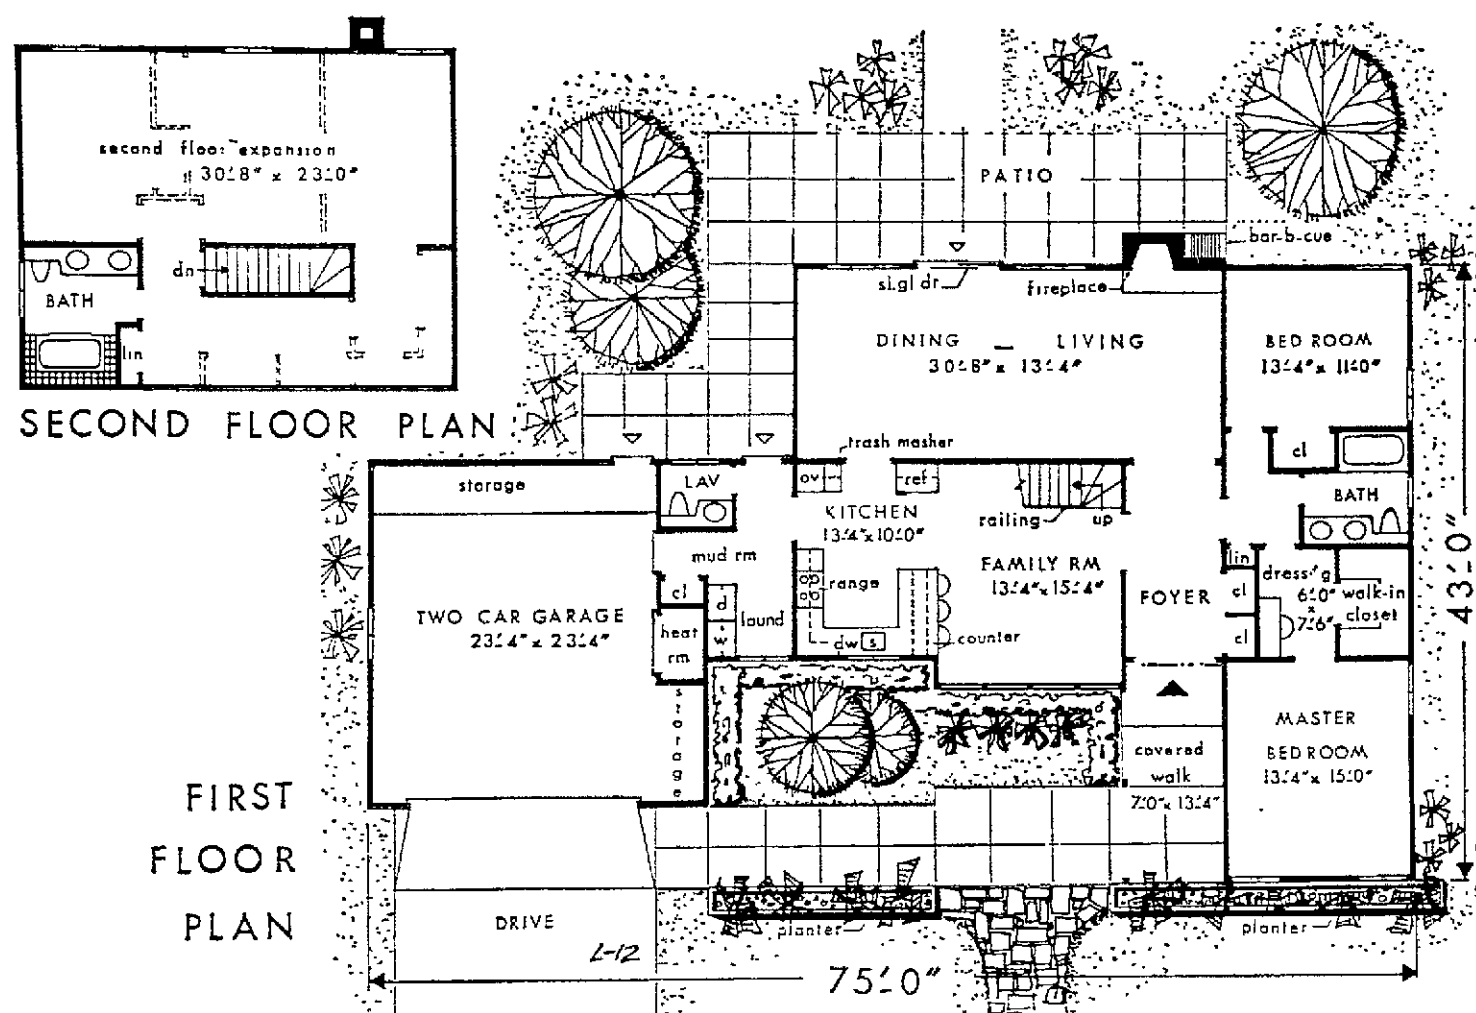 second floor expansion
30'-8" x 23'-0"
dn
BATH
lin
SECOND FLOOR PLAN
PATIO
bar-b-cue
sl.gl dr
fireplace
DINING — LIVING
30'-8" x 13'-4"
BED ROOM
13'-4" x 11'-0"
trash masher
cl
storage
LAV
ov
ref
KITCHEN
13'-4" x 10'-0"
railing
up
BATH
mud rm
FAMILY RM
13'-4" x 15'-4"
lin
cl
range
d
cl
dress'g
6'-0"
x
7'-6"
walk-in
closet
FOYER
TWO CAR GARAGE
23'-4" x 23'-4"
heat
rm
laund
w
dw
s
counter
cl
43'-0"
storage
MASTER
BED ROOM
13'-4" x 15'-0"
covered
walk
7'-0" x 13'-4"
FIRST
FLOOR
PLAN
DRIVE
L-12
planter
planter
75'-0"